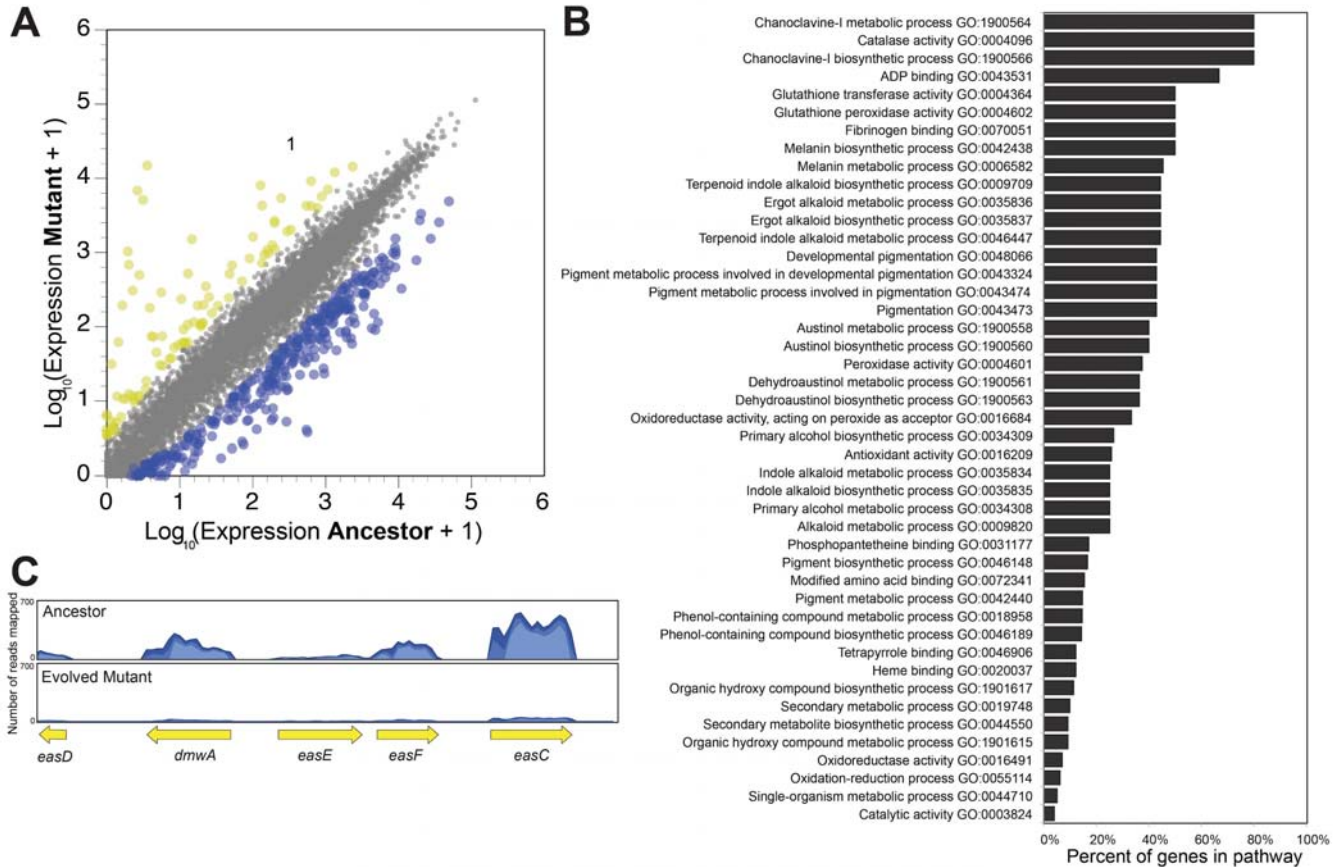 A
6
5
4
3
2
1
0
1
0
1
2
3
4
5
6
Log10(Expression Mutant + 1)
Log10(Expression Ancestor + 1)
B
Chanoclavine-I metabolic process GO:1900564
Catalase activity GO:0004096
Chanoclavine-I biosynthetic process GO:1900566
ADP binding GO:0043531
Glutathione transferase activity GO:0004364
Glutathione peroxidase activity GO:0004602
Fibrinogen binding GO:0070051
Melanin biosynthetic process GO:0042438
Melanin metabolic process GO:0006582
Terpenoid indole alkaloid biosynthetic process GO:0009709
Ergot alkaloid metabolic process GO:0035836
Ergot alkaloid biosynthetic process GO:0035837
Terpenoid indole alkaloid metabolic process GO:0046447
Developmental pigmentation GO:0048066
Pigment metabolic process involved in developmental pigmentation GO:0043324
Pigment metabolic process involved in pigmentation GO:0043474
Pigmentation GO:0043473
Austinol metabolic process GO:1900558
Austinol biosynthetic process GO:1900560
Peroxidase activity GO:0004601
Dehydroaustinol metabolic process GO:1900561
Dehydroaustinol biosynthetic process GO:1900563
Oxidoreductase activity, acting on peroxide as acceptor GO:0016684
Primary alcohol biosynthetic process GO:0034309
Antioxidant activity GO:0016209
Indole alkaloid metabolic process GO:0035834
Indole alkaloid biosynthetic process GO:0035835
Primary alcohol metabolic process GO:0034308
Alkaloid metabolic process GO:0009820
Phosphopantetheine binding GO:0031177
Pigment biosynthetic process GO:0046148
Modified amino acid binding GO:0072341
Pigment metabolic process GO:0042440
Phenol-containing compound metabolic process GO:0018958
Phenol-containing compound biosynthetic process GO:0046189
Tetrapyrrole binding GO:0046906
Heme binding GO:0020037
Organic hydroxy compound biosynthetic process GO:1901617
Secondary metabolic process GO:0019748
Secondary metabolite biosynthetic process GO:0044550
Organic hydroxy compound metabolic process GO:1901615
Oxidoreductase activity GO:0016491
Oxidation-reduction process GO:0055114
Single-organism metabolic process GO:0044710
Catalytic activity GO:0003824
0% 20% 40% 60% 80% 100%
Percent of genes in pathway
C
Number of reads mapped
700
Ancestor
0
700
Evolved Mutant
0
easD dmwA easE easF easC